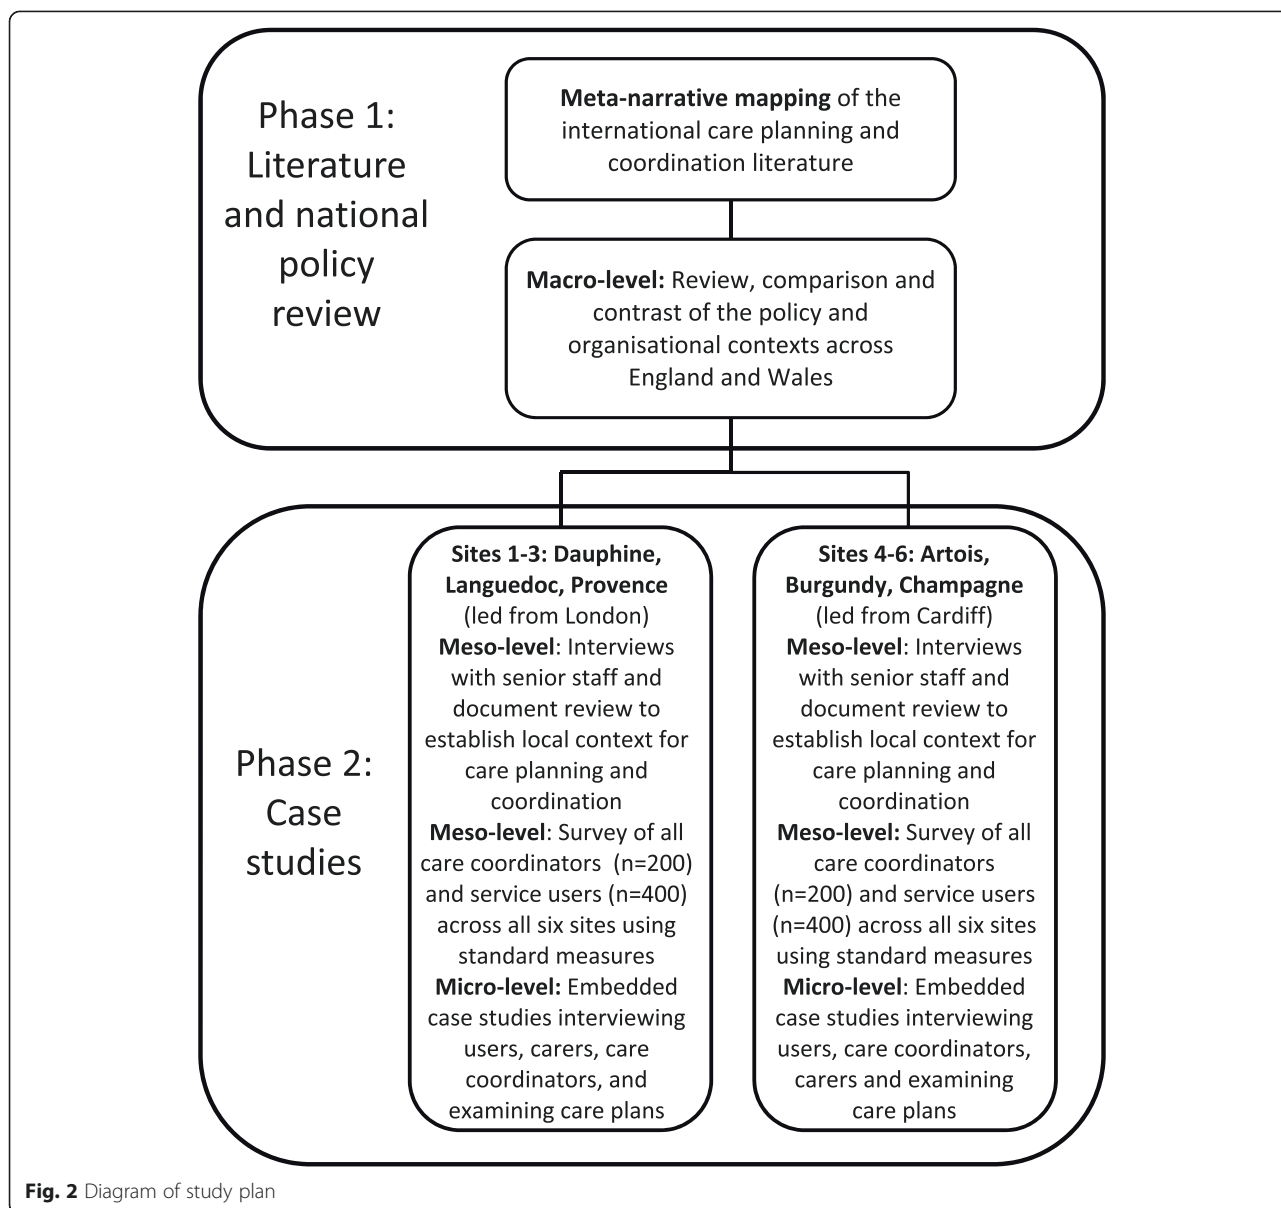 Phase 1:
Literature
and national
policy
review
Meta-narrative mapping of the
international care planning and
coordination literature
Macro-level: Review, comparison and
contrast of the policy and
organisational contexts across
England and Wales
Phase 2:
Case
studies
Sites 1-3: Dauphine,
Languedoc, Provence
(led from London)
Meso-level: Interviews
with senior staff and
document review to
establish local context for
care planning and
coordination
Meso-level: Survey of all
care coordinators (n=200)
and service users (n=400)
across all six sites using
standard measures
Micro-level: Embedded
case studies interviewing
users, carers, care
coordinators, and
examining care plans
Sites 4-6: Artois,
Burgundy, Champagne
(led from Cardiff)
Meso-level: Interviews
with senior staff and
document review to
establish local context for
care planning and
coordination
Meso-level: Survey of all
care coordinators
(n=200) and service users
(n=400) across all six sites
using standard measures
Micro-level: Embedded
case studies interviewing
users, care coordinators,
carers and examining
care plans
Fig. 2 Diagram of study plan